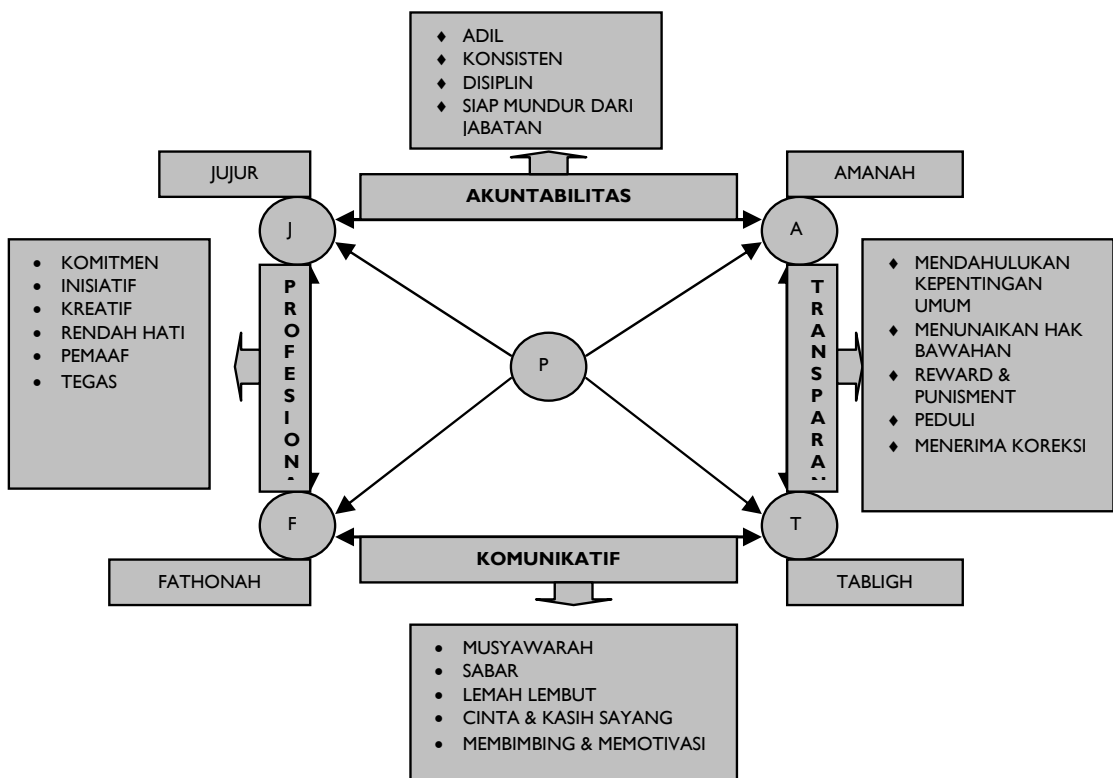 ♦ ADIL
♦ KONSISTEN
♦ DISIPLIN
♦ SIAP MUNDUR DARI
JABATAN
JUJUR
AMANAH
AKUNTABILITAS
J
A
• KOMITMEN
• INISIATIF
• KREATIF
• RENDAH HATI
• PEMAAF
• TEGAS
P
R
O
F
E
S
I
O
N
P
T
R
A
N
S
P
A
R
A
♦ MENDAHULUKAN
KEPENTINGAN
UMUM
♦ MENUNAIKAN HAK
BAWAHAN
♦ REWARD &
PUNISMENT
♦ PEDULI
♦ MENERIMA KOREKSI
F
T
KOMUNIKATIF
FATHONAH
TABLIGH
• MUSYAWARAH
• SABAR
• LEMAH LEMBUT
• CINTA & KASIH SAYANG
• MEMBIMBING & MEMOTIVASI